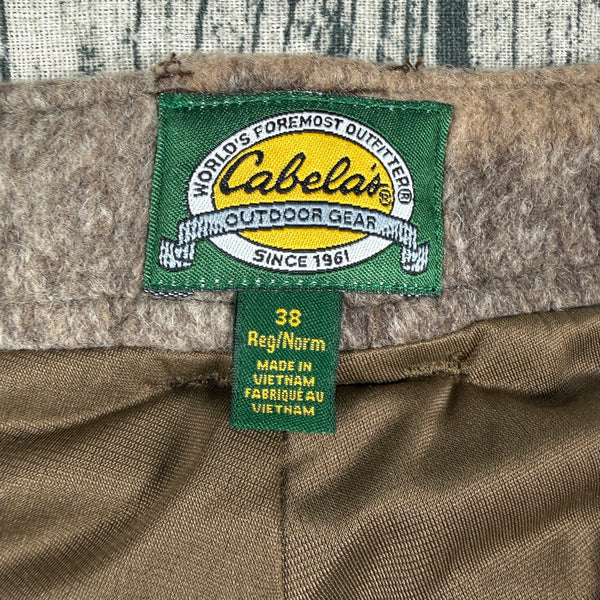 WORLD'S FOREMOST OUTFITTER®
Cabela's®
OUTDOOR GEAR
SINCE 1961
38
Reg/Norm
MADE IN
VIETNAM
FABRIQUÉ AU
VIETNAM